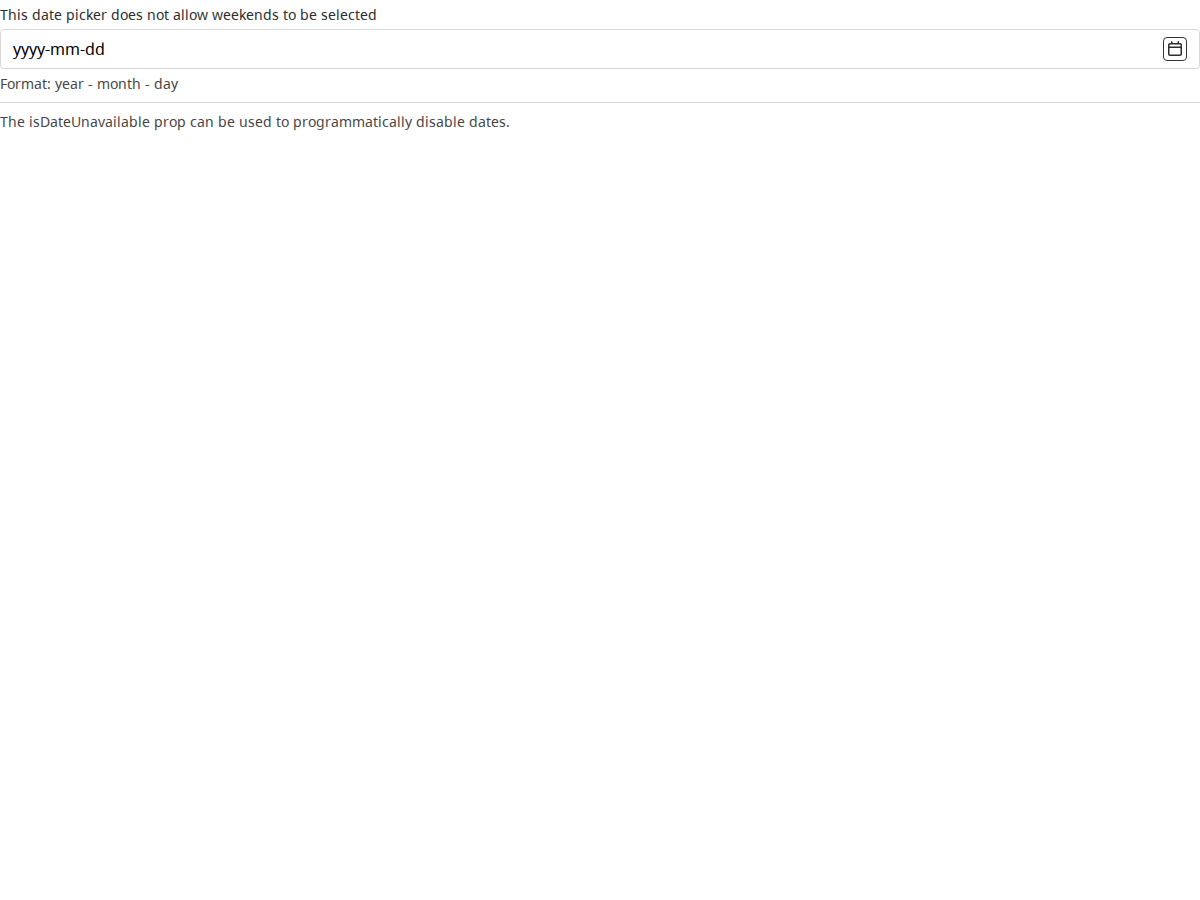 This date picker does not allow weekends to be selected
yyyy-mm-dd
Format: year - month - day
The isDateUnavailable prop can be used to programmatically disable dates.